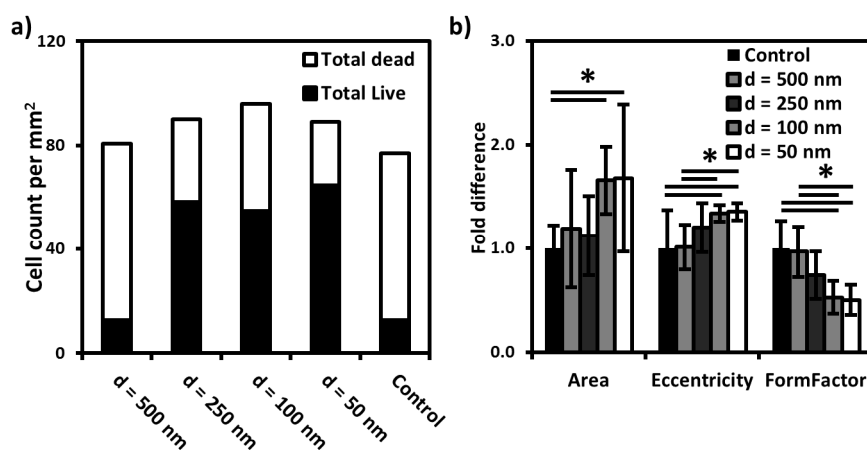 a)
120
80
40
0
Cell count per mm²
Total dead
Total Live
d = 500 nm
d = 250 nm
d = 100 nm
d = 50 nm
Control
b)
3.0
2.0
1.0
0.0
Fold difference
Control
d = 500 nm
d = 250 nm
d = 100 nm
d = 50 nm
*
*
*
Area
Eccentricity
FormFactor